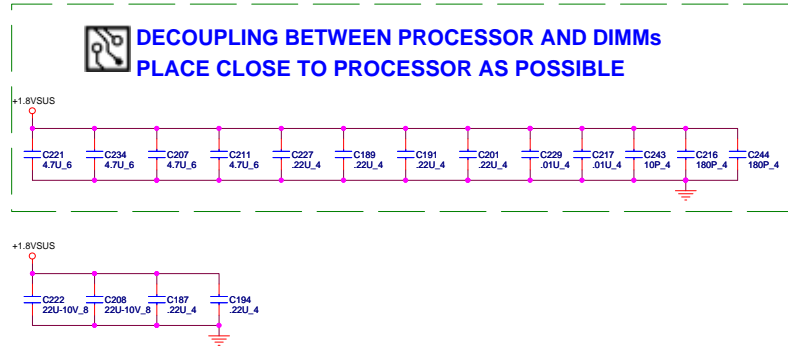 DECOUPLING BETWEEN PROCESSOR AND DIMMs
PLACE CLOSE TO PROCESSOR AS POSSIBLE
+1.8VSUS
C221 C234 C207 C211 C227 C189 C191 C201 C229 C217 C243 C216 C244
4.7U_6 4.7U_6 4.7U_6 4.7U_6 .22U_4 .22U_4 .22U_4 .22U_4 .01U_4 .01U_4 10P_4 180P_4 180P_4
+1.8VSUS
C222 C208 C187 C194
22U-10V_8 22U-10V_8 .22U_4 .22U_4